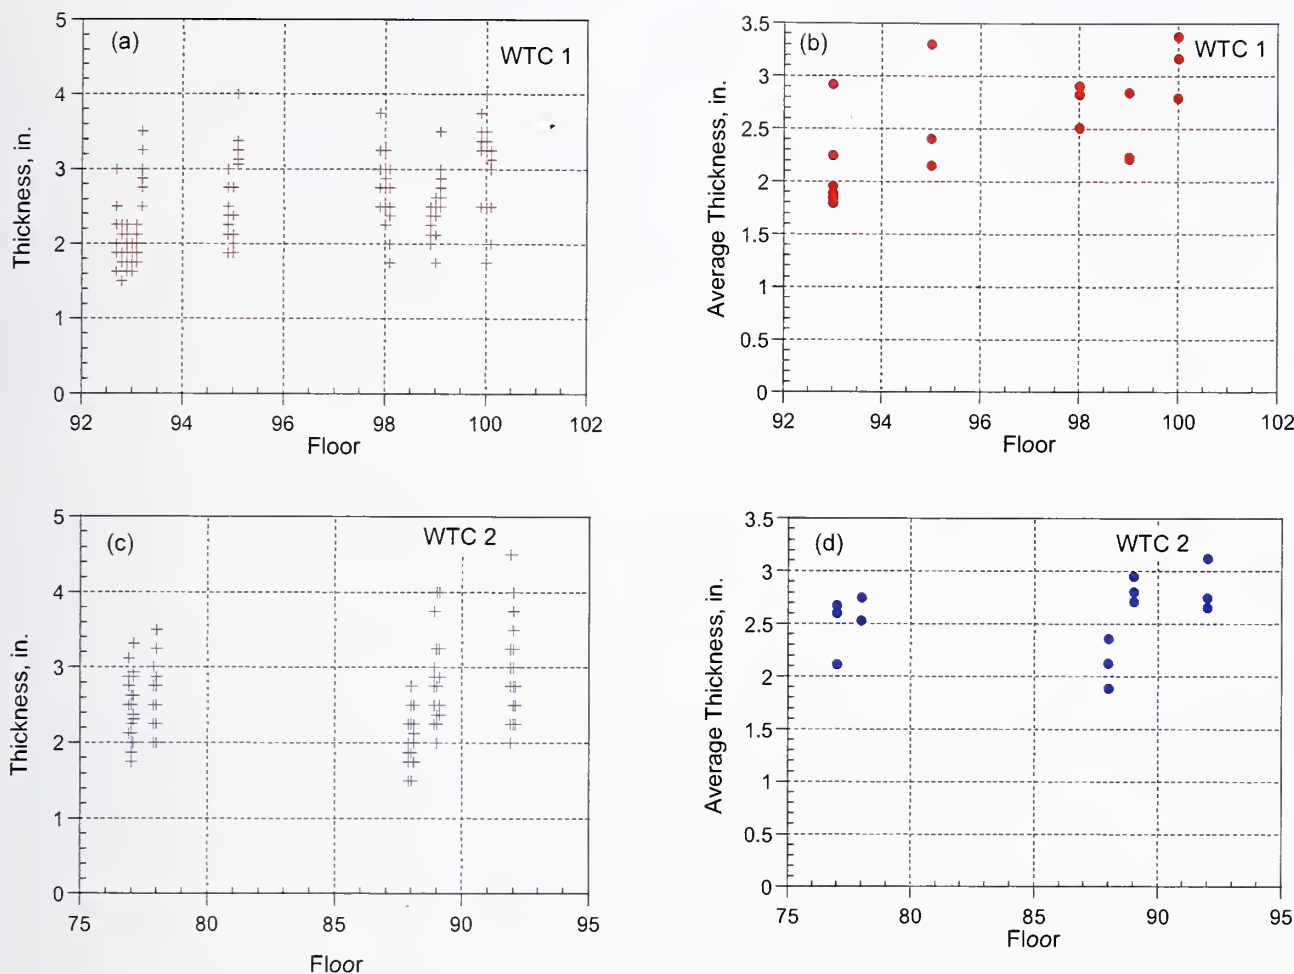 (a)
WTC 1
5
4
3
2
1
0
Thickness, in.
92 94 96 98 100 102
Floor
(b)
WTC 1
3.5
3
2.5
2
1.5
1
0.5
0
Average Thickness, in.
92 94 96 98 100 102
Floor
(c)
WTC 2
5
4
3
2
1
0
Thickness, in.
75 80 85 90 95
Floor
(d)
WTC 2
3.5
3
2.5
2
1.5
1
0.5
0
Average Thickness, in.
75 80 85 90 95
Floor